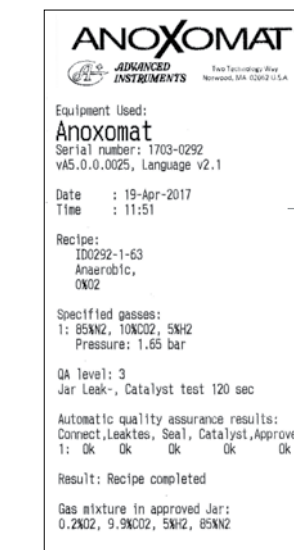 ANOXOMAT
ADVANCED
INSTRUMENTS
Two Technology Way
Norwood, MA 02062 U.S.A
Equipment Used:
Anoxomat
Serial number: 1703-0292
vA5.0.0.0025, Language v2.1
Date : 19-Apr-2017
Time : 11:51
Recipe:
ID0292-1-63
Anaerobic,
0%O2
Specified gasses:
1: 85%N2, 10%CO2, 5%H2
Pressure: 1.65 bar
QA level: 3
Jar Leak-, Catalyst test 120 sec
Automatic quality assurance results:
Connect,Leaktes, Seal, Catalyst,Approve
1: Ok Ok Ok Ok Ok
Result: Recipe completed
Gas mixture in approved Jar:
0.2%O2, 9.9%CO2, 5%H2, 85%N2